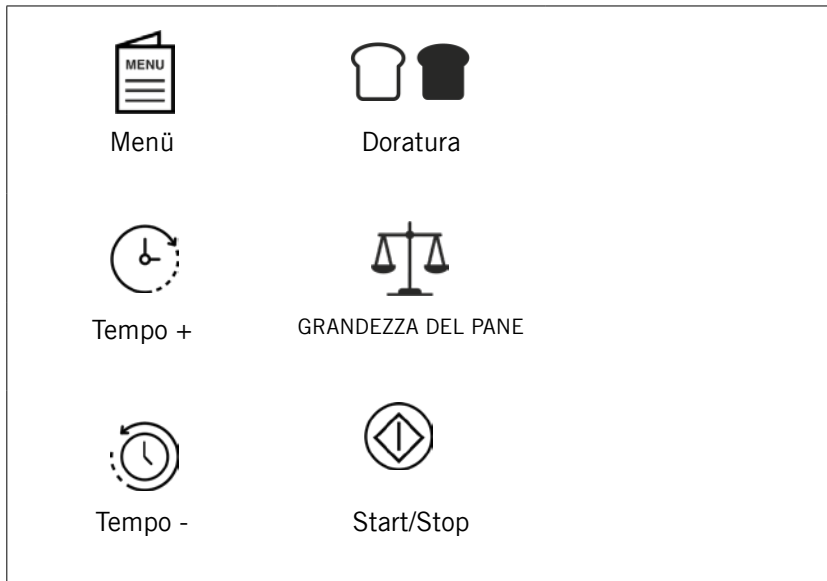 MENU
Menü
Doratura
Tempo +
GRANDEZZA DEL PANE
Tempo -
Start/Stop